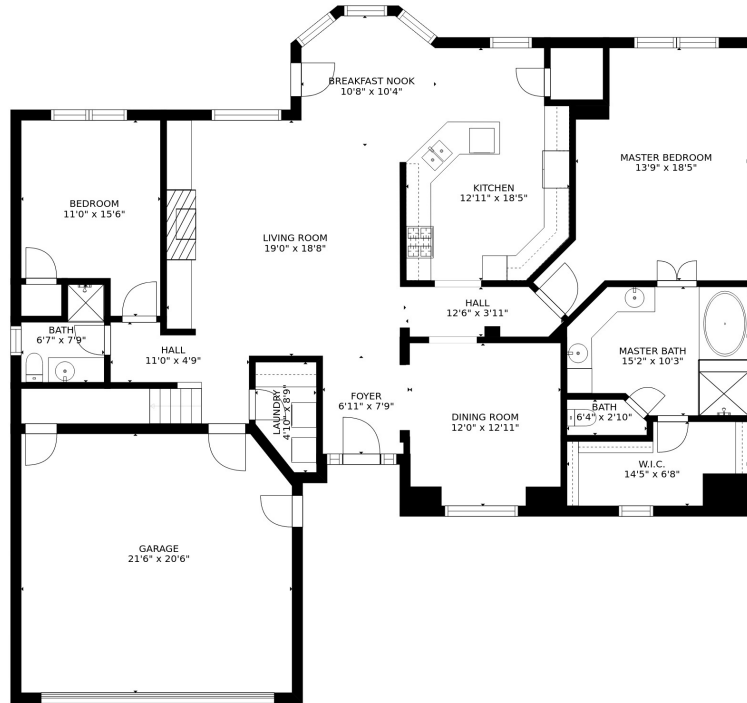 BREAKFAST NOOK
10'8" x 10'4"
MASTER BEDROOM
13'9" x 18'5"
KITCHEN
12'11" x 18'5"
BEDROOM
11'0" x 15'6"
LIVING ROOM
19'0" x 18'8"
HALL
12'6" x 3'11"
BATH
6'7" x 7'9"
HALL
11'0" x 4'9"
MASTER BATH
15'2" x 10'3"
LAUNDRY
4'10" x 8'9"
FOYER
6'11" x 7'9"
BATH
6'4" x 2'10"
DINING ROOM
12'0" x 12'11"
W.I.C.
14'5" x 6'8"
GARAGE
21'6" x 20'6"